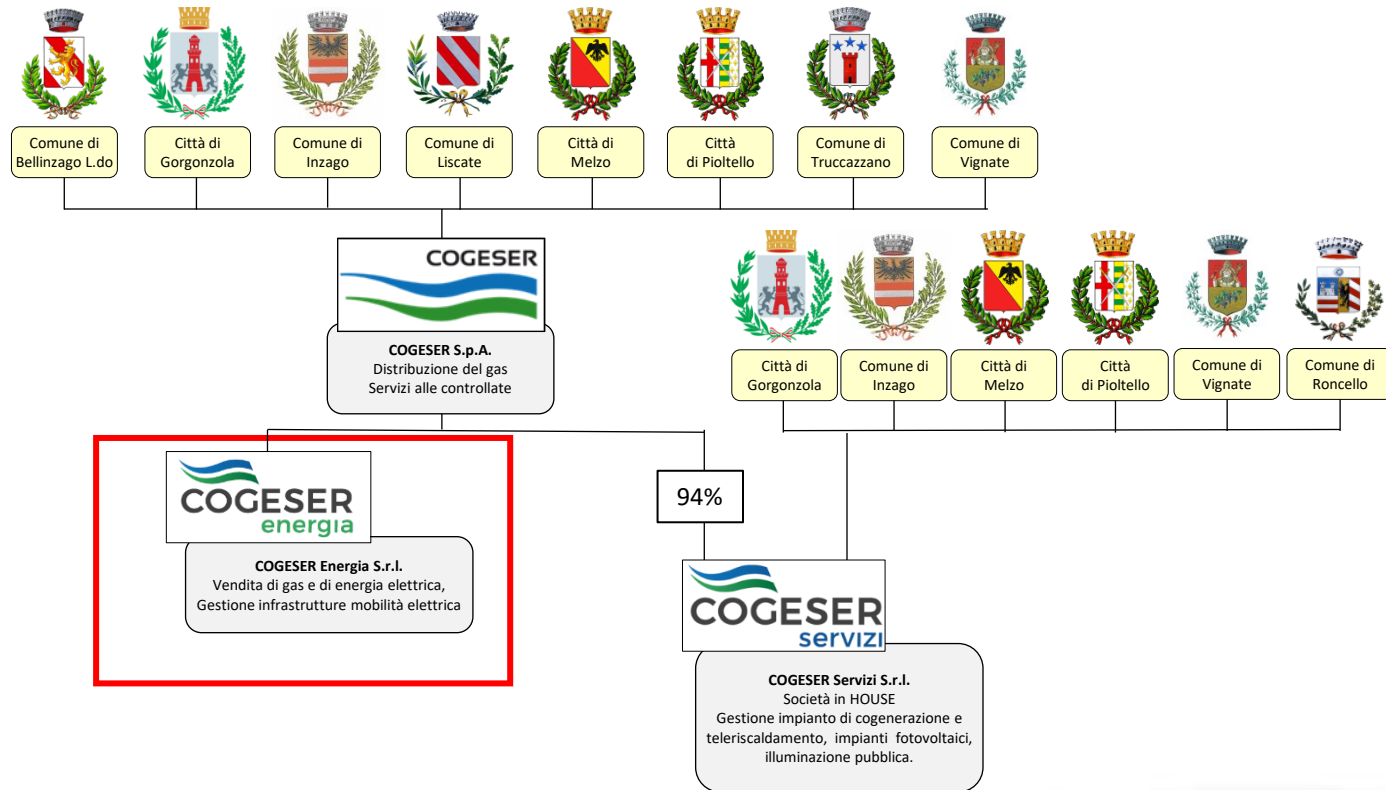 Comune di
Bellinzago L.do
Città di
Gorgonzola
Comune di
Inzago
Comune di
Liscate
Città di
Melzo
Città
di Pioltello
Comune di
Truccazzano
Comune di
Vignate
COGESER
COGESER S.p.A.
Distribuzione del gas
Servizi alle controllate
Città di
Gorgonzola
Comune di
Inzago
Città di
Melzo
Città
di Pioltello
Comune di
Vignate
Comune di
Roncello
COGESER
energia
COGESER Energia S.r.l.
Vendita di gas e di energia elettrica,
Gestione infrastrutture mobilità elettrica
94%
COGESER
servizi
COGESER Servizi S.r.l.
Società in HOUSE
Gestione impianto di cogenerazione e
teleriscaldamento, impianti fotovoltaici,
illuminazione pubblica.